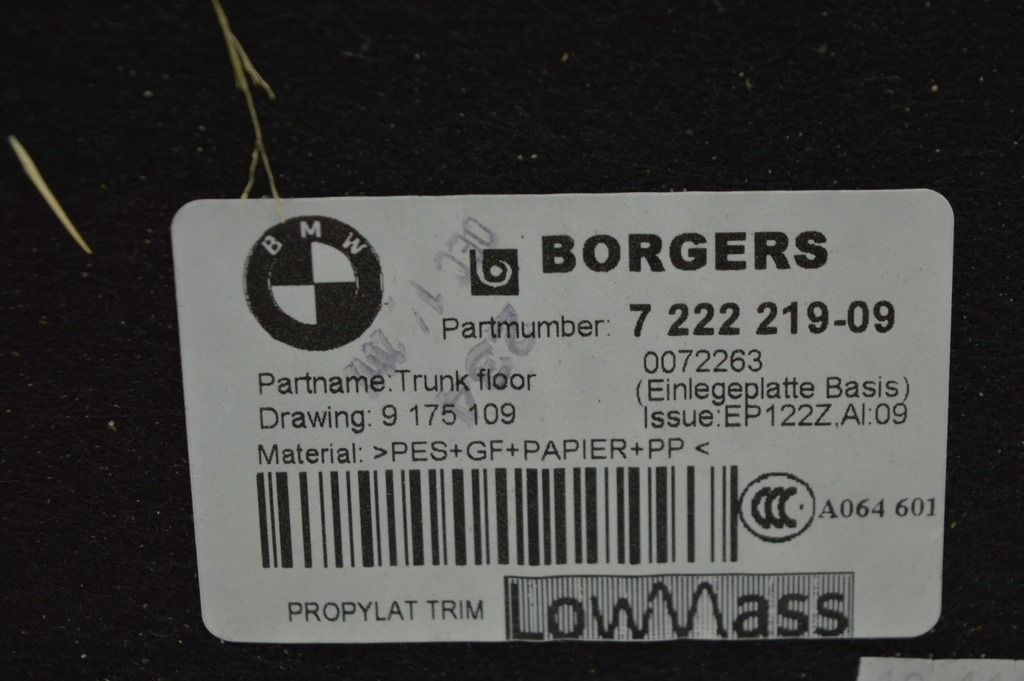 BMW
BORGERS
Partmumber: 7 222 219-09
0072263
Partname:Trunk floor (Einlegeplatte Basis)
Drawing: 9 175 109 Issue:EP122Z,AI:09
Material: >PES+GF+PAPIER+PP <
CCC A064 601
PROPYLAT TRIM LowMass